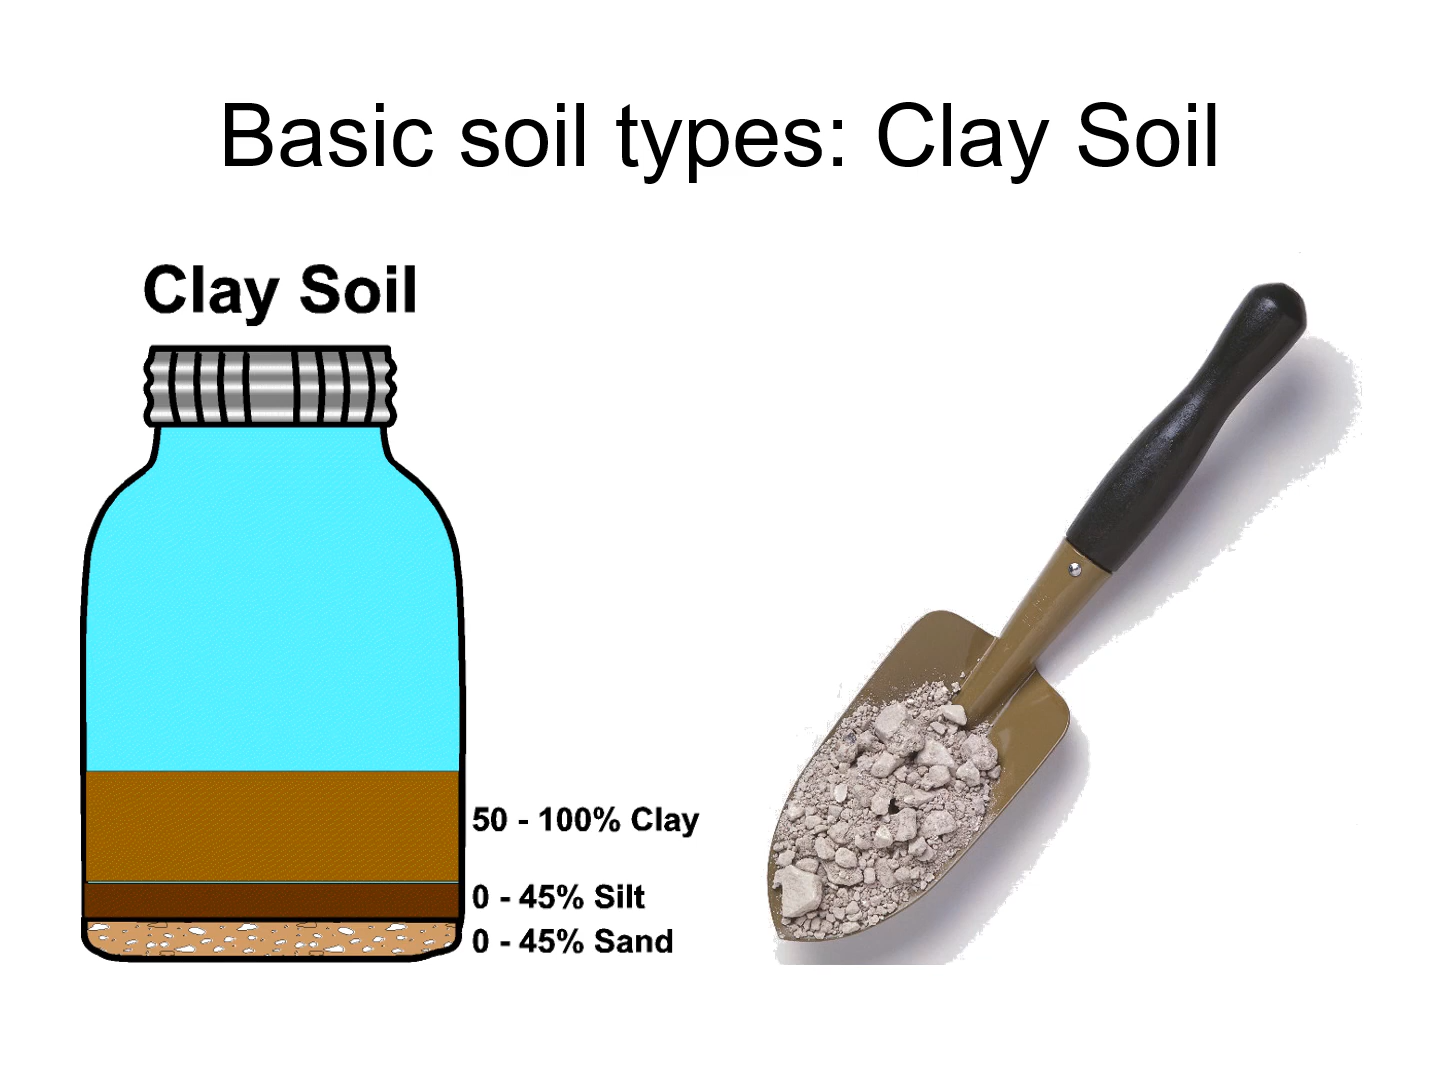 Basic soil types: Clay Soil
Clay Soil
50 - 100% Clay
0 - 45% Silt
0 - 45% Sand